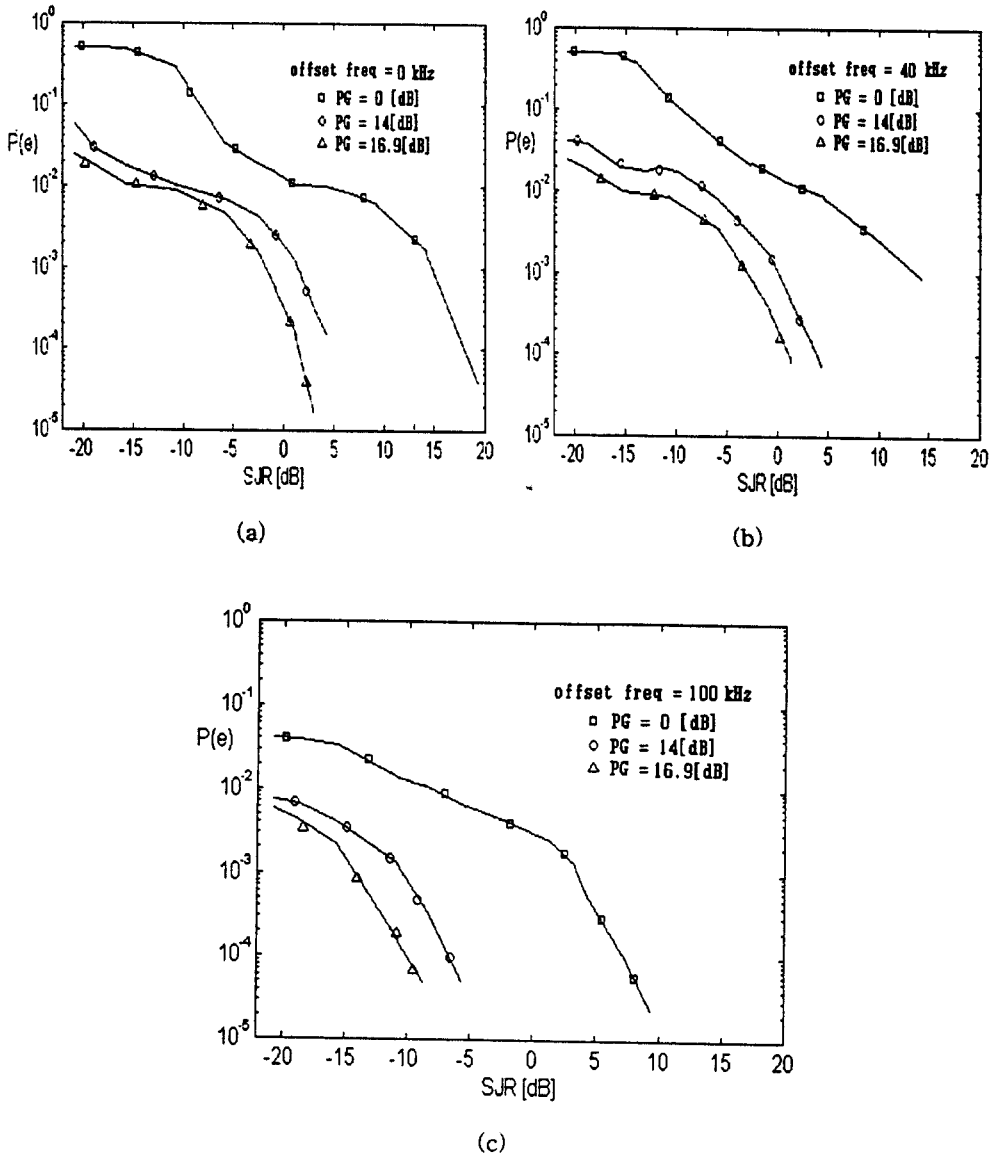 10^0
10^-1
P(e)
10^-2
10^-3
10^-4
10^-5
offset freq = 0 kHz
PG = 0 [dB]
PG = 14[dB]
PG = 16.9[dB]
-20 -15 -10 -5 0 5 10 15 20
SJR [dB]
(a)
10^0
10^-1
P(e)
10^-2
10^-3
10^-4
10^-5
offset freq = 40 kHz
PG = 0 [dB]
PG = 14[dB]
PG = 16.9[dB]
-20 -15 -10 -5 0 5 10 15 20
SJR [dB]
(b)
10^0
10^-1
P(e)
10^-2
10^-3
10^-4
10^-5
offset freq = 100 kHz
PG = 0 [dB]
PG = 14[dB]
PG = 16.9[dB]
-20 -15 -10 -5 0 5 10 15 20
SJR [dB]
(c)